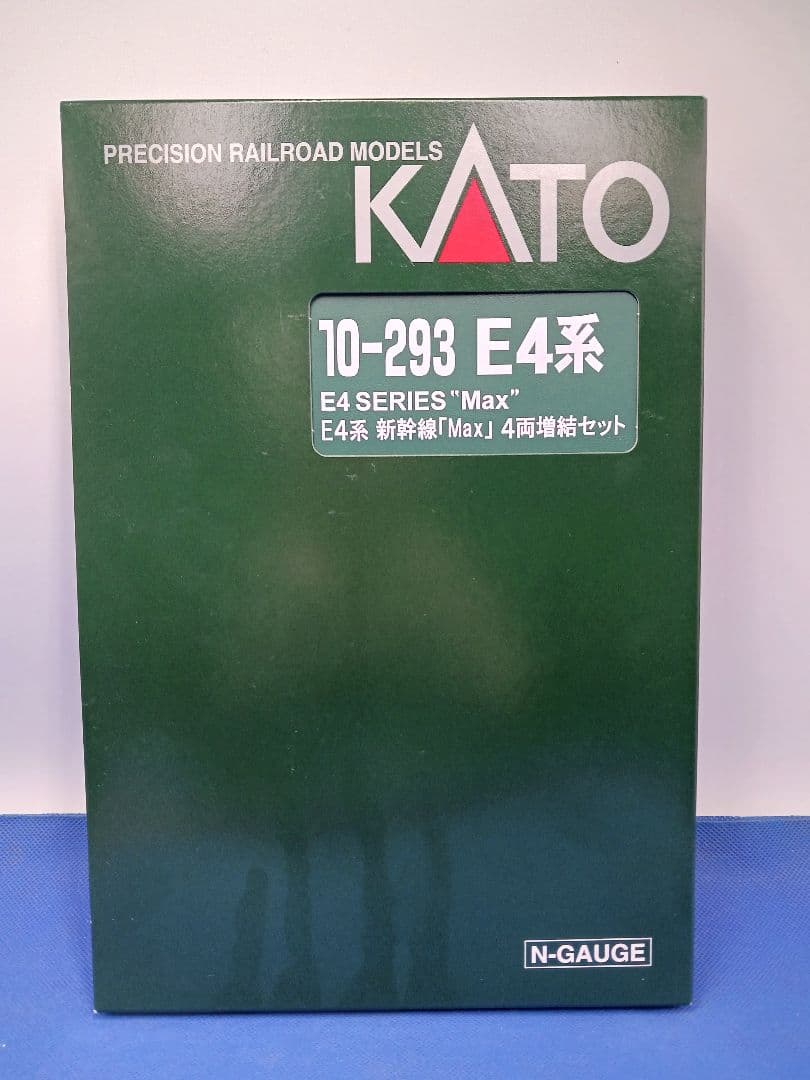 PRECISION RAILROAD MODELS
KATO
10-293 E4系
E4 SERIES "Max"
E4系 新幹線「Max」 4両増結セット
N-GAUGE